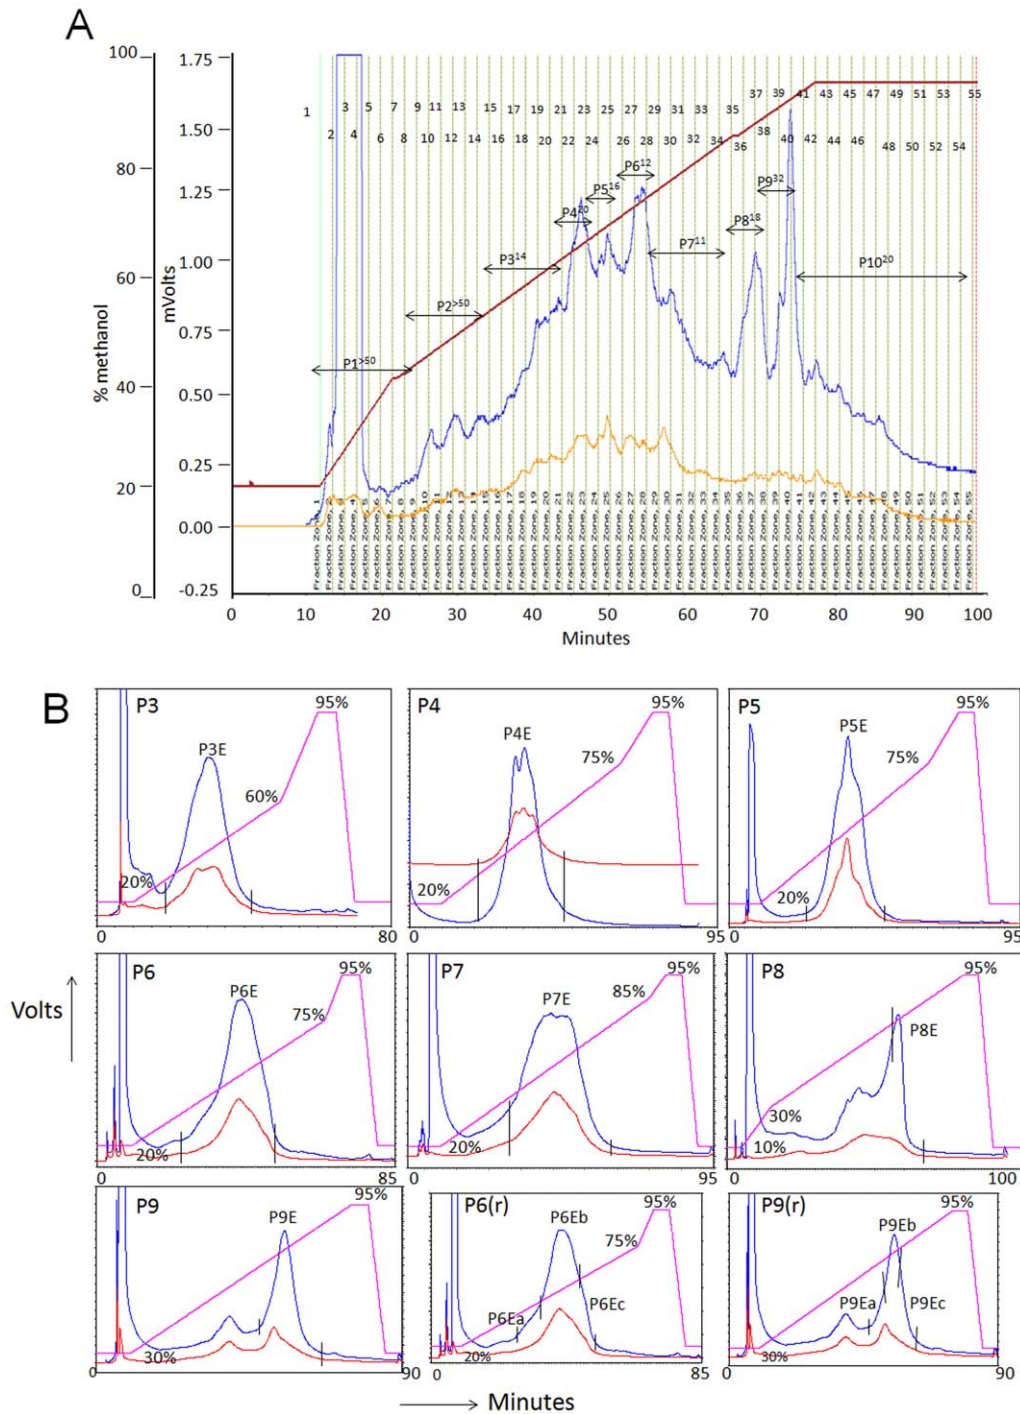 A
100
1.75
1 3 5 7 9 11 13 15 17 19 21 23 25 27 29 31 33 35 37 39 41 43 45 47 49 51 53 55
2 4 6 8 10 12 14 16 18 20 22 24 26 28 30 32 34 36 38 40 42 44 46 48 50 52 54
1.50
80
1.25
P6¹²
P5¹⁶
P9³²
P4²⁰
P8¹⁸
1.00
60
P3¹⁴
P7¹¹
P10²⁰
% methanol
mVolts
0.75
P2>⁵⁰
40
P1>⁵⁰
0.50
0.25
20
0.00
0
-0.25
Fraction Zone, 1
Fraction Zone, 2
0 10 20 30 40 50 60 70 80 90 100
Minutes
B
P3 P3E 20% 60% 95% 0 80
P4 P4E 20% 75% 95% 0 95
P5 P5E 20% 75% 95% 0 95
Volts
P6 P6E 20% 75% 95% 0 85
P7 P7E 20% 85% 95% 0 95
P8 P8E 10% 30% 95% 0 100
P9 P9E 30% 95% 0 90
P6(r) P6Ea P6Eb P6Ec 20% 75% 95% 0 85
P9(r) P9Ea P9Eb P9Ec 30% 95% 0 90
Minutes